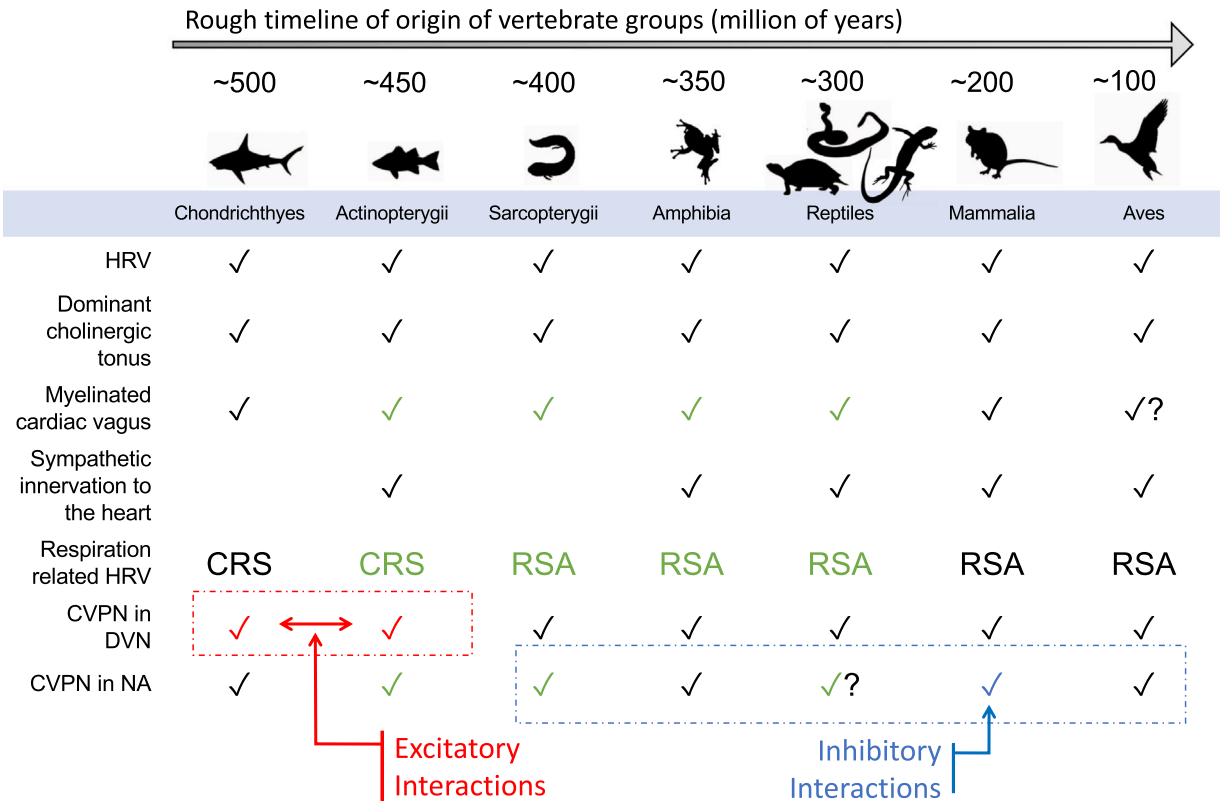 Rough timeline of origin of vertebrate groups (million of years)
~500 ~450 ~400 ~350 ~300 ~200 ~100
Chondrichthyes Actinopterygii Sarcopterygii Amphibia Reptiles Mammalia Aves
HRV ✓ ✓ ✓ ✓ ✓ ✓ ✓
Dominant
cholinergic ✓ ✓ ✓ ✓ ✓ ✓ ✓
tonus
Myelinated
cardiac vagus ✓ ✓ ✓ ✓ ✓ ✓ ✓?
Sympathetic
innervation to ✓ ✓ ✓ ✓ ✓
the heart
Respiration
related HRV CRS CRS RSA RSA RSA RSA RSA
CVPN in
DVN ✓ ✓ ✓ ✓ ✓ ✓ ✓
CVPN in NA ✓ ✓ ✓ ✓ ✓? ✓ ✓
Excitatory
Interactions
Inhibitory
Interactions